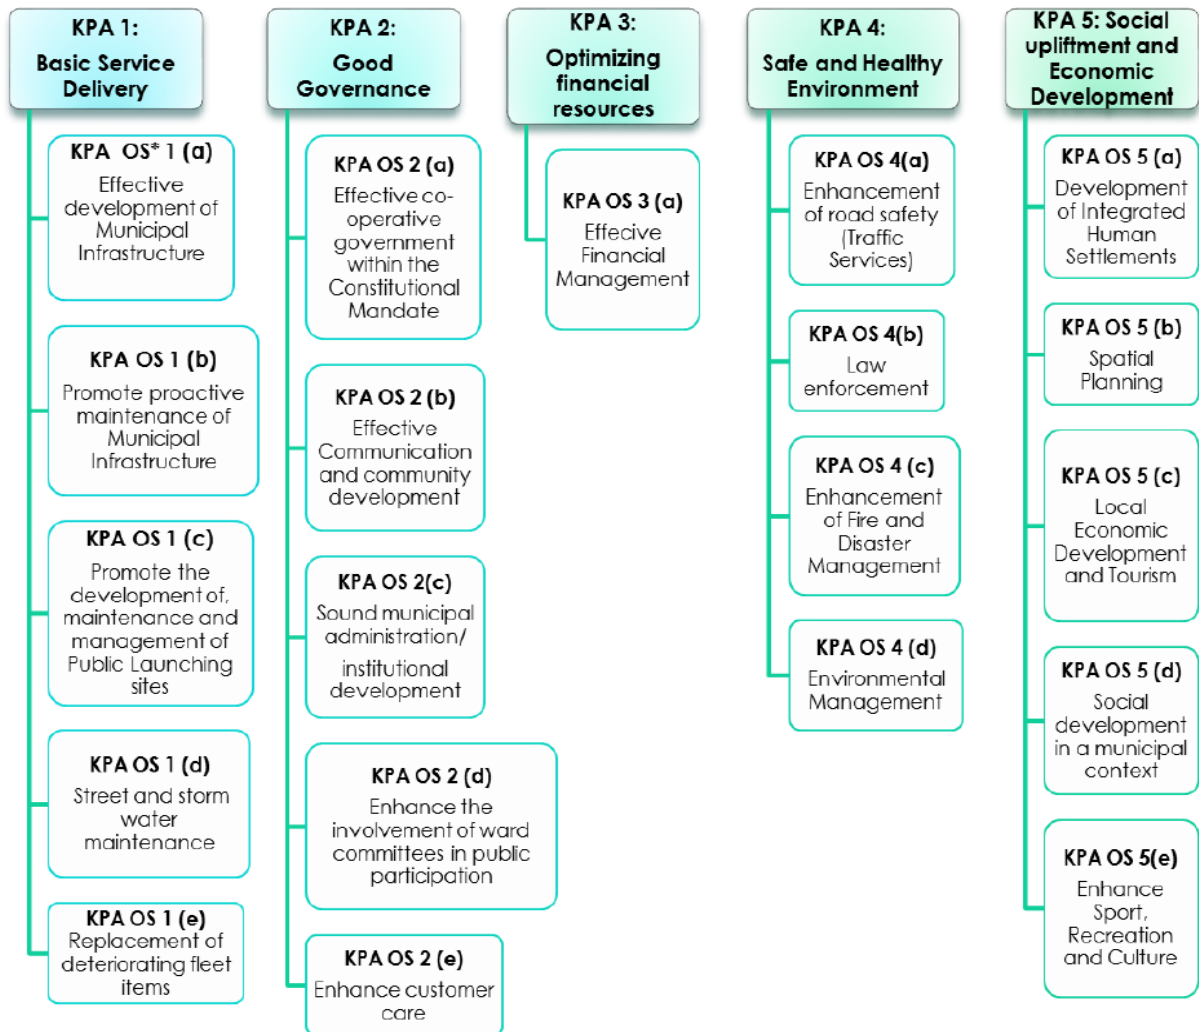 KPA 1:
Basic Service
Delivery
KPA OS* 1 (a)
Effective
development of
Municipal
Infrastructure
KPA OS 1 (b)
Promote proactive
maintenance of
Municipal
Infrastructure
KPA OS 1 (c)
Promote the
development of,
maintenance and
management of
Public Launching
sites
KPA OS 1 (d)
Street and storm
water
maintenance
KPA OS 1 (e)
Replacement of
deteriorating fleet
items
KPA 2:
Good
Governance
KPA OS 2 (a)
Effective co-
operative
government
within the
Constitutional
Mandate
KPA OS 2 (b)
Effective
Communication
and community
development
KPA OS 2(c)
Sound municipal
administration/
institutional
development
KPA OS 2 (d)
Enhance the
involvement of ward
committees in public
participation
KPA OS 2 (e)
Enhance customer
care
KPA 3:
Optimizing
financial
resources
KPA OS 3 (a)
Effecive
Financial
Management
KPA 4:
Safe and Healthy
Environment
KPA OS 4(a)
Enhancement
of road safety
(Traffic
Services)
KPA OS 4(b)
Law
enforcement
KPA OS 4 (c)
Enhancement
of Fire and
Disaster
Management
KPA OS 4 (d)
Environmental
Management
KPA 5: Social
upliftment and
Economic
Development
KPA OS 5 (a)
Development
of Integrated
Human
Settlements
KPA OS 5 (b)
Spatial
Planning
KPA OS 5 (c)
Local
Economic
Development
and Tourism
KPA OS 5 (d)
Social
development
in a municipal
context
KPA OS 5(e)
Enhance
Sport,
Recreation
and Culture